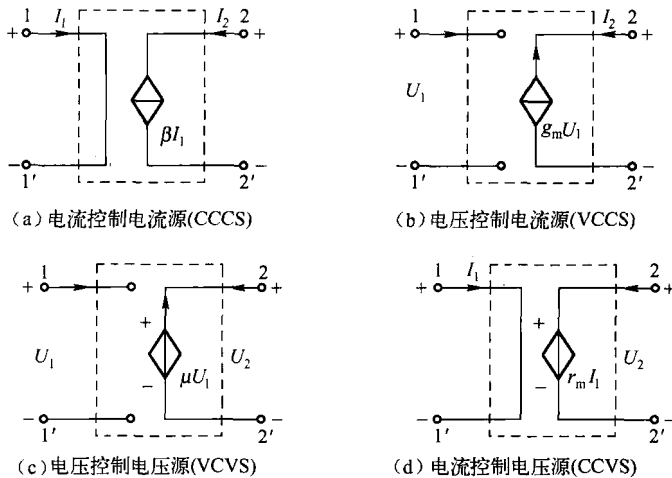 1 I₁ I₂ 2
+ +
βI₁
− −
1′ 2′
(a) 电流控制电流源(CCCS)
1 I₂ 2
+ +
U₁
gₘU₁
− −
1′ 2′
(b) 电压控制电流源(VCCS)
1 2
+ +
+
U₁ μU₁ U₂
−
− −
1′ 2′
(c) 电压控制电压源(VCVS)
1 I₁ 2
+ +
+
rₘI₁ U₂
−
− −
1′ 2′
(d) 电流控制电压源(CCVS)